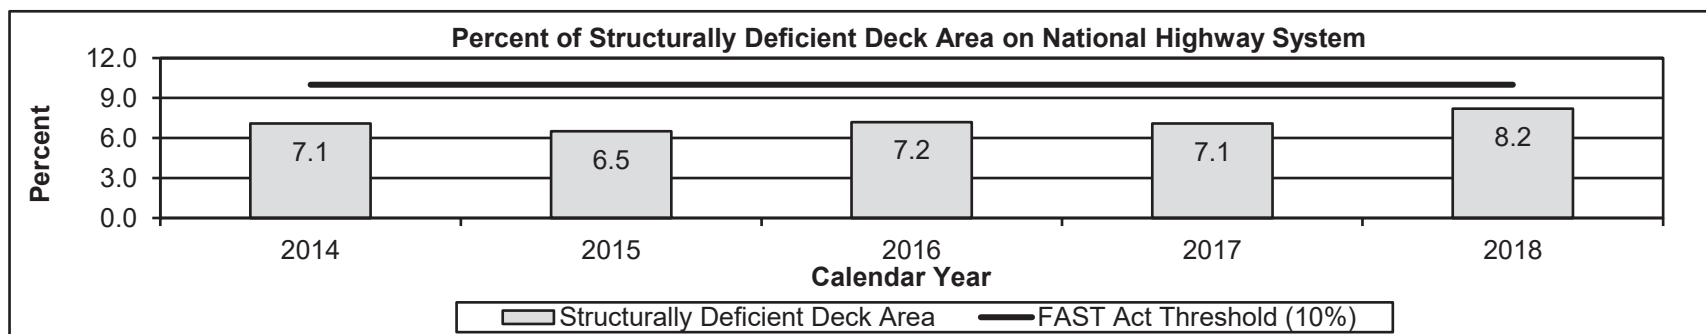 Percent of Structurally Deficient Deck Area on National Highway System
Percent
12.0
9.0
6.0
3.0
0.0
7.1
6.5
7.2
7.1
8.2
2014 2015 2016 2017 2018
Calendar Year
Structurally Deficient Deck Area FAST Act Threshold (10%)